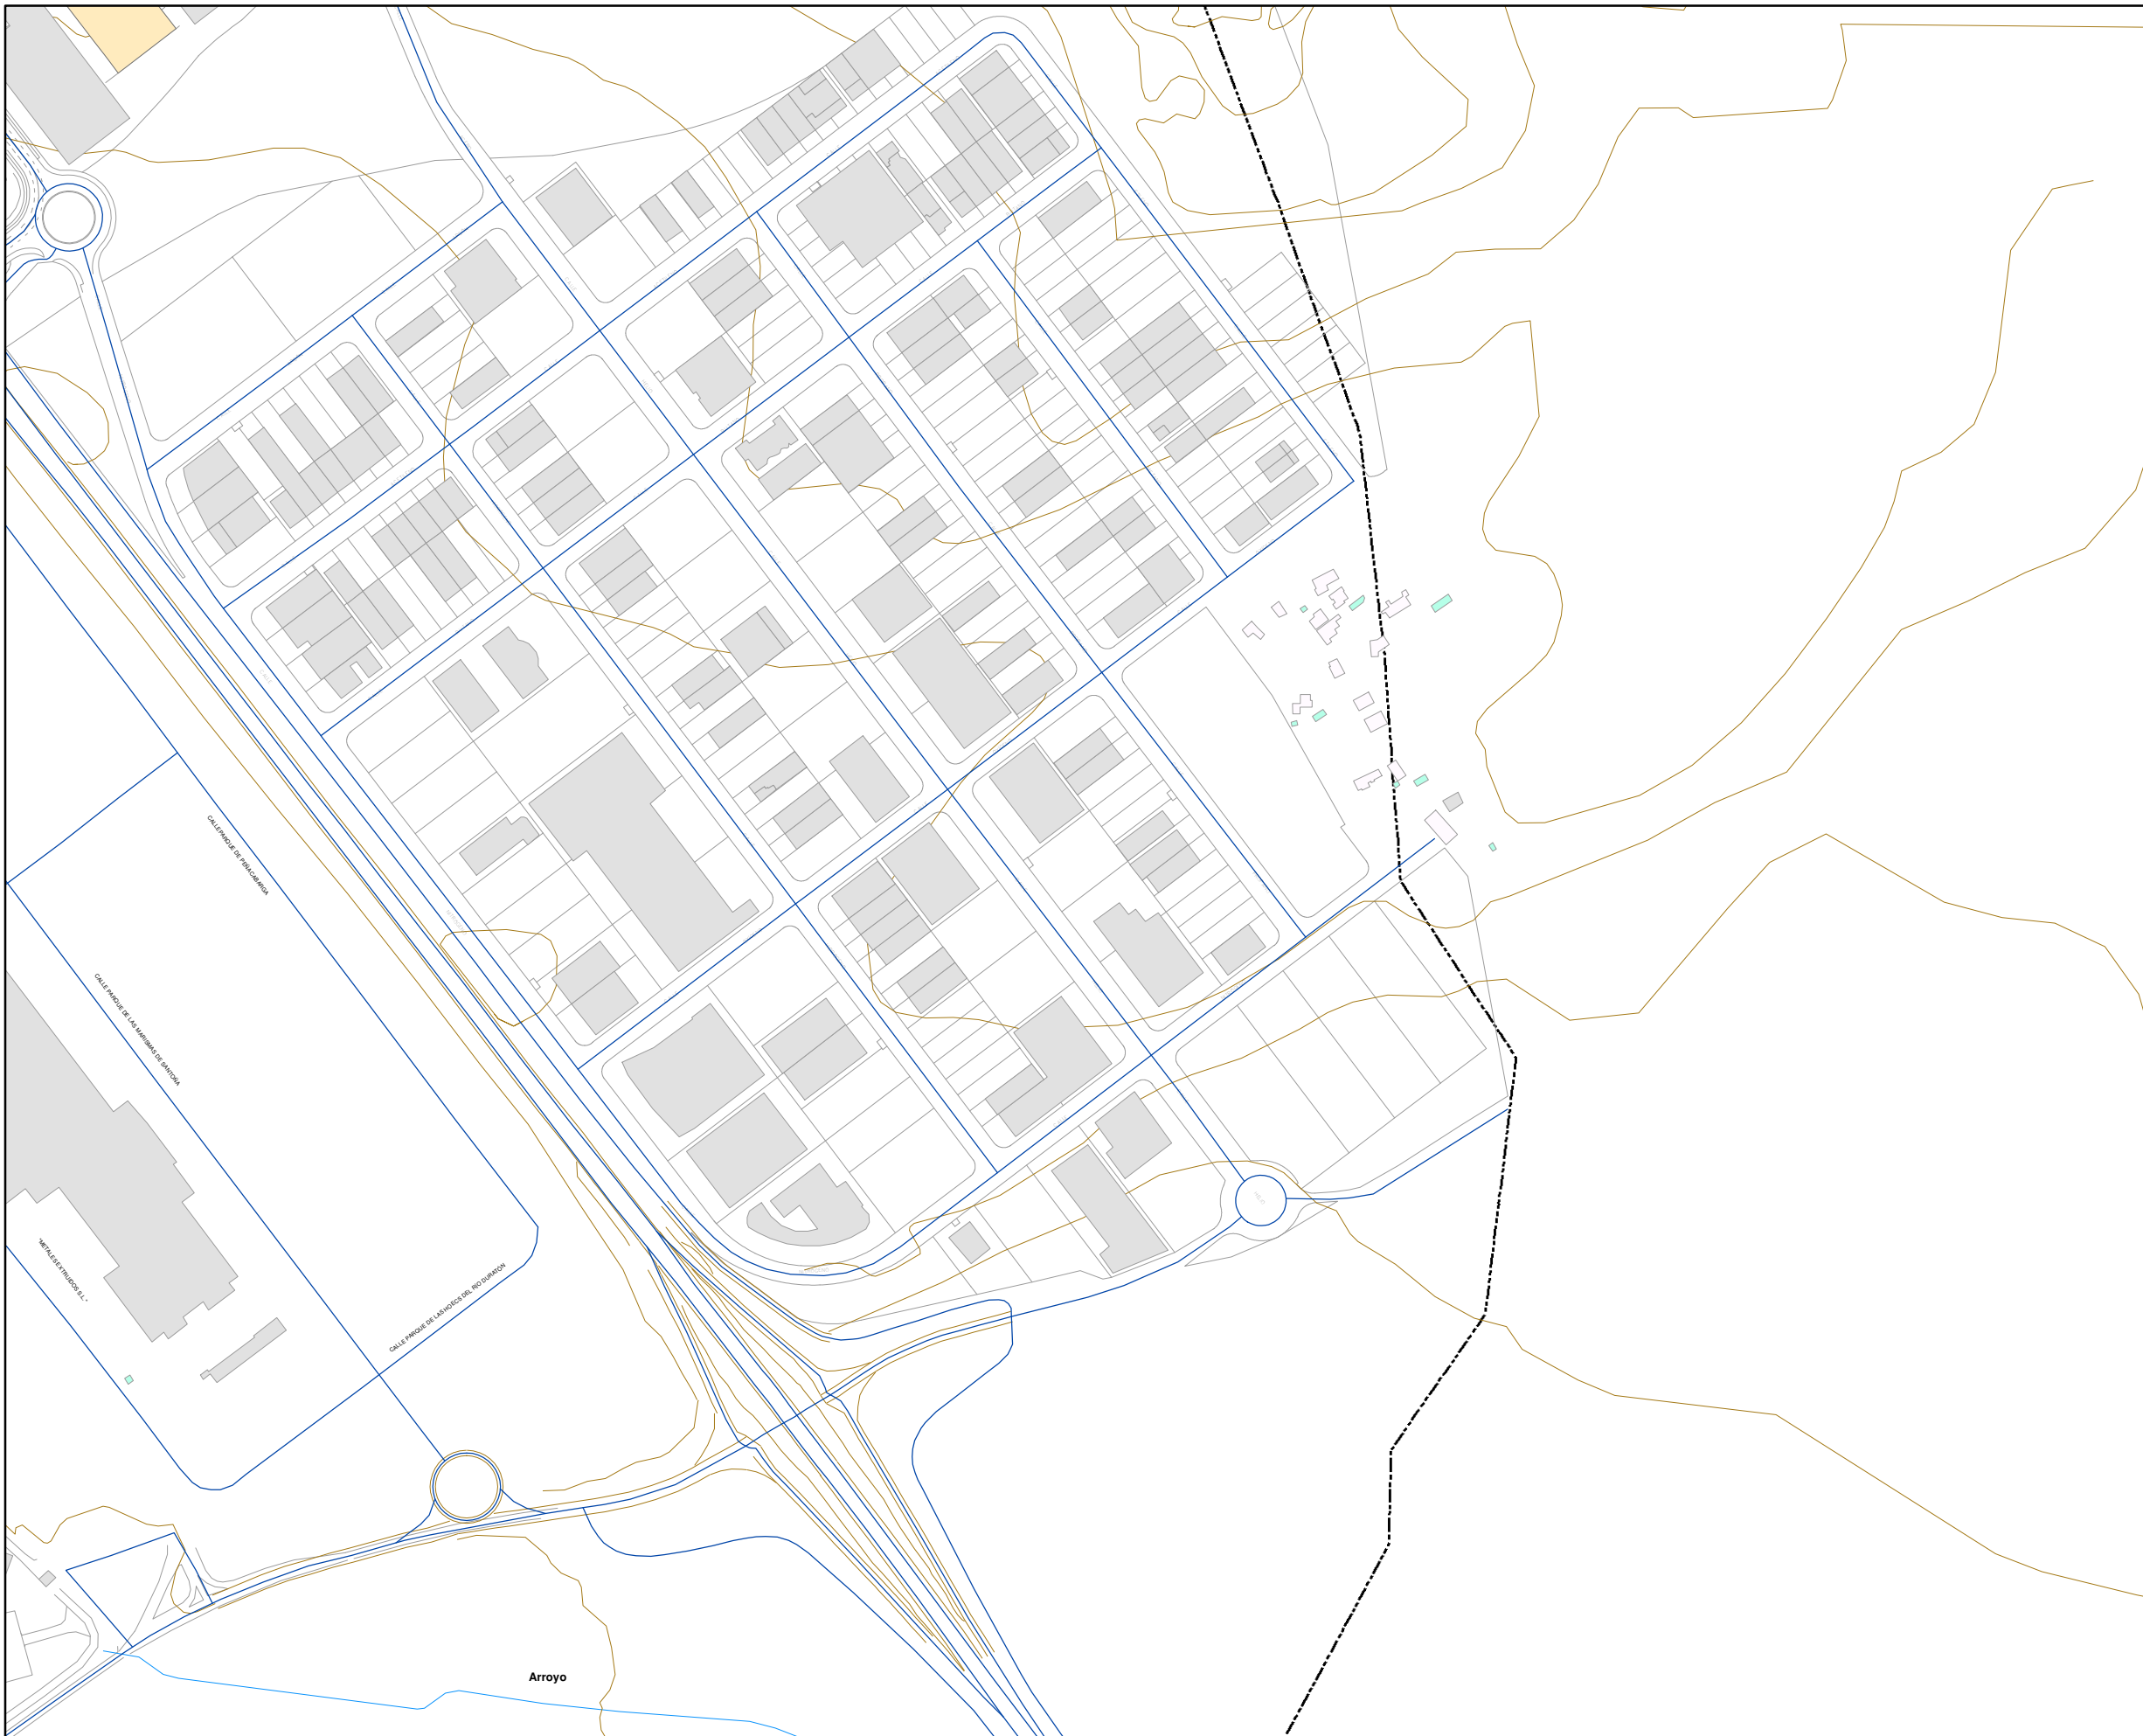 CALLE PARQUE DE PEÑACABARGA
CALLE PARQUE DE LAS MARISMAS DE SANTOÑA
"METALES EXTRUIDOS S.L."
CALLE PARQUE DE LAS HOECS DEL RIO DURATON
Arroyo